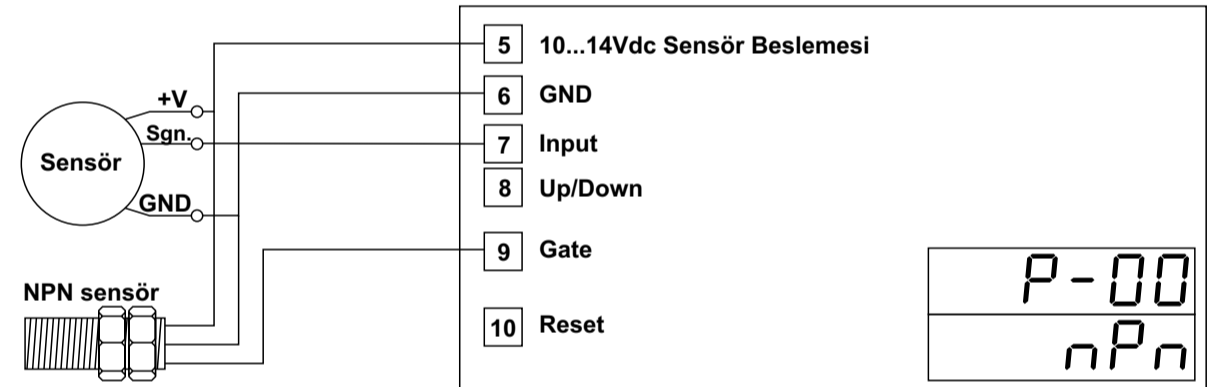 5 10...14Vdc Sensör Beslemesi
6 GND
+V
Sgn.
7 Input
Sensör
8 Up/Down
GND
9 Gate
P-00
NPN sensör
10 Reset
nPn